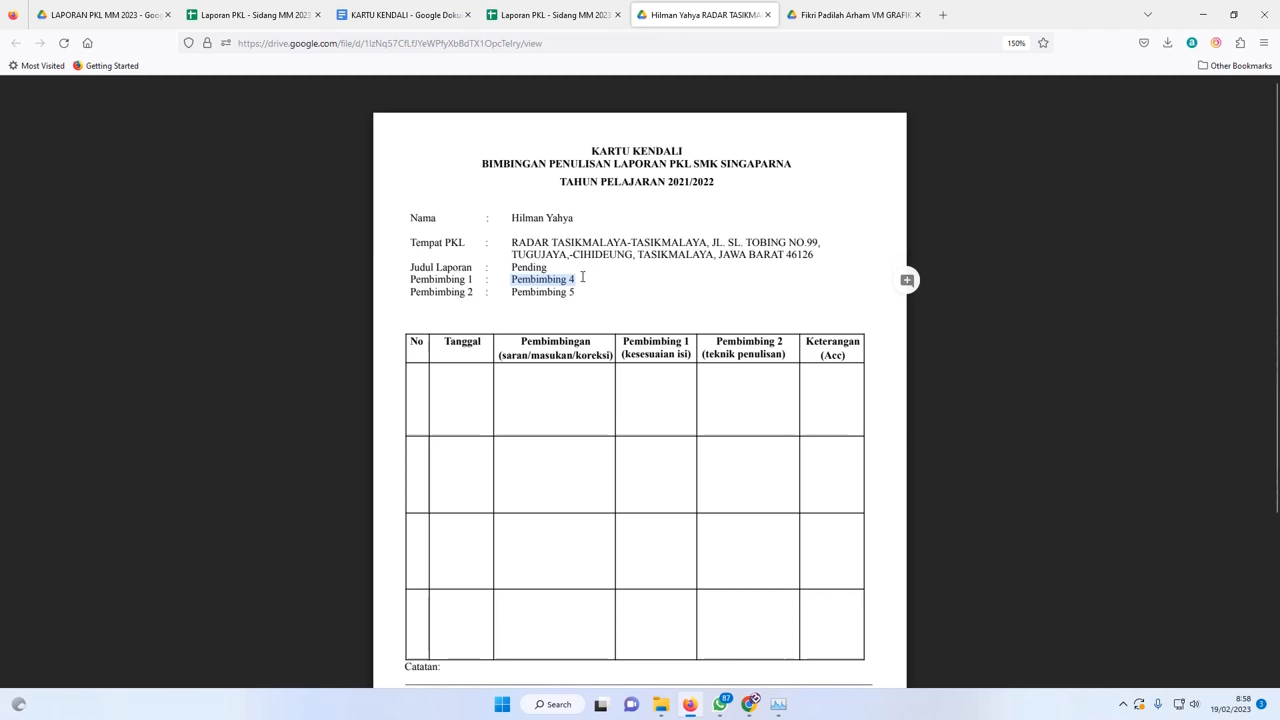 LAPORAN PKL MM 2023 - Goog
Laporan PKL - Sidang MM 2023
KARTU KENDALI - Google Doku
Laporan PKL - Sidang MM 2023
Hilman Yahya RADAR TASIKMA
Fikri Padilah Arham VM GRAFIK
https://drive.google.com/file/d/1IzNq57CfLfJYeWPfyXbBdTX1OpcTelry/view
150%
Most Visited
Getting Started
Other Bookmarks
KARTU KENDALI
BIMBINGAN PENULISAN LAPORAN PKL SMK SINGAPARNA
TAHUN PELAJARAN 2021/2022
Nama : Hilman Yahya
Tempat PKL : RADAR TASIKMALAYA-TASIKMALAYA, JL. SL. TOBING NO.99,
TUGUJAYA,-CIHIDEUNG, TASIKMALAYA, JAWA BARAT 46126
Judul Laporan : Pending
Pembimbing 1 : Pembimbing 4
Pembimbing 2 : Pembimbing 5
No Tanggal Pembimbingan Pembimbing 1 Pembimbing 2 Keterangan
(saran/masukan/koreksi) (kesesuaian isi) (teknik penulisan) (Acc)
Catatan:
Search
87
8:58
19/02/2023
3